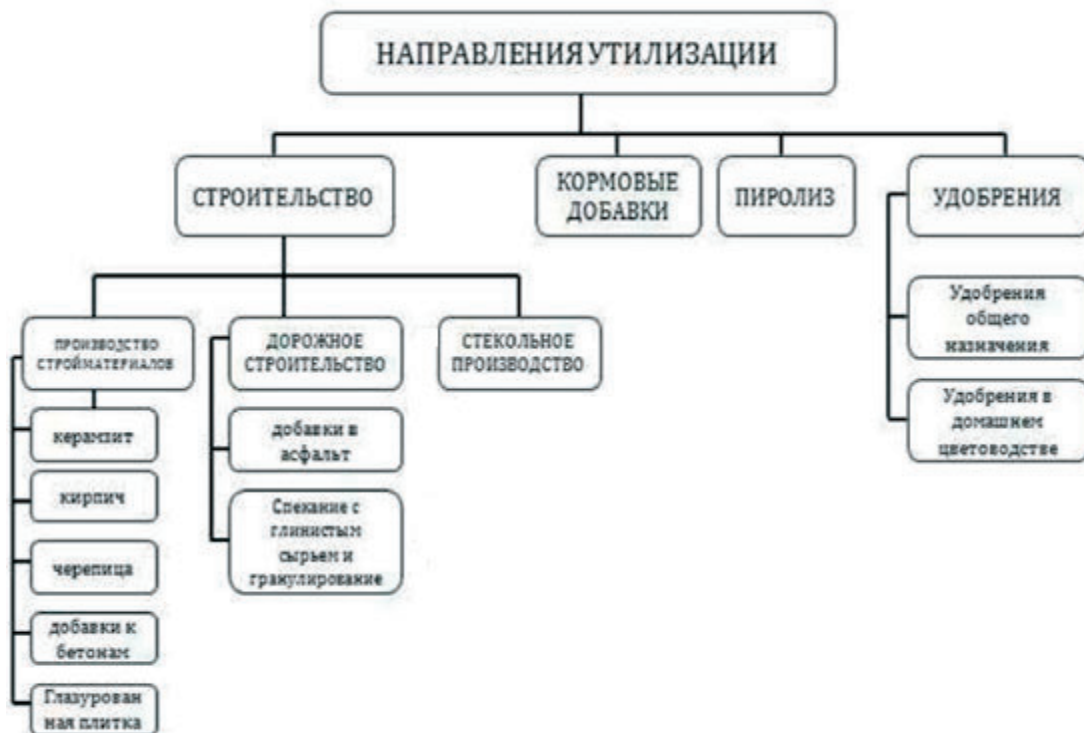 НАПРАВЛЕНИЯ УТИЛИЗАЦИИ
СТРОИТЕЛЬСТВО
КОРМОВЫЕ
ДОБАВКИ
ПИРОЛИЗ
УДОБРЕНИЯ
ПРОИЗВОДСТВО
СТРОЙМАТЕРИАЛОВ
ДОРОЖНОЕ
СТРОИТЕЛЬСТВО
СТЕКОЛЬНОЕ
ПРОИЗВОДСТВО
Удобрения
общего
назначения
Удобрения в
домашнем
цветоводстве
керамзит
кирпич
черепица
добавки к
бетонам
Глазурован
ная плитка
добавки в
асфальт
Спекание с
глинистым
сырьем и
гранулирование